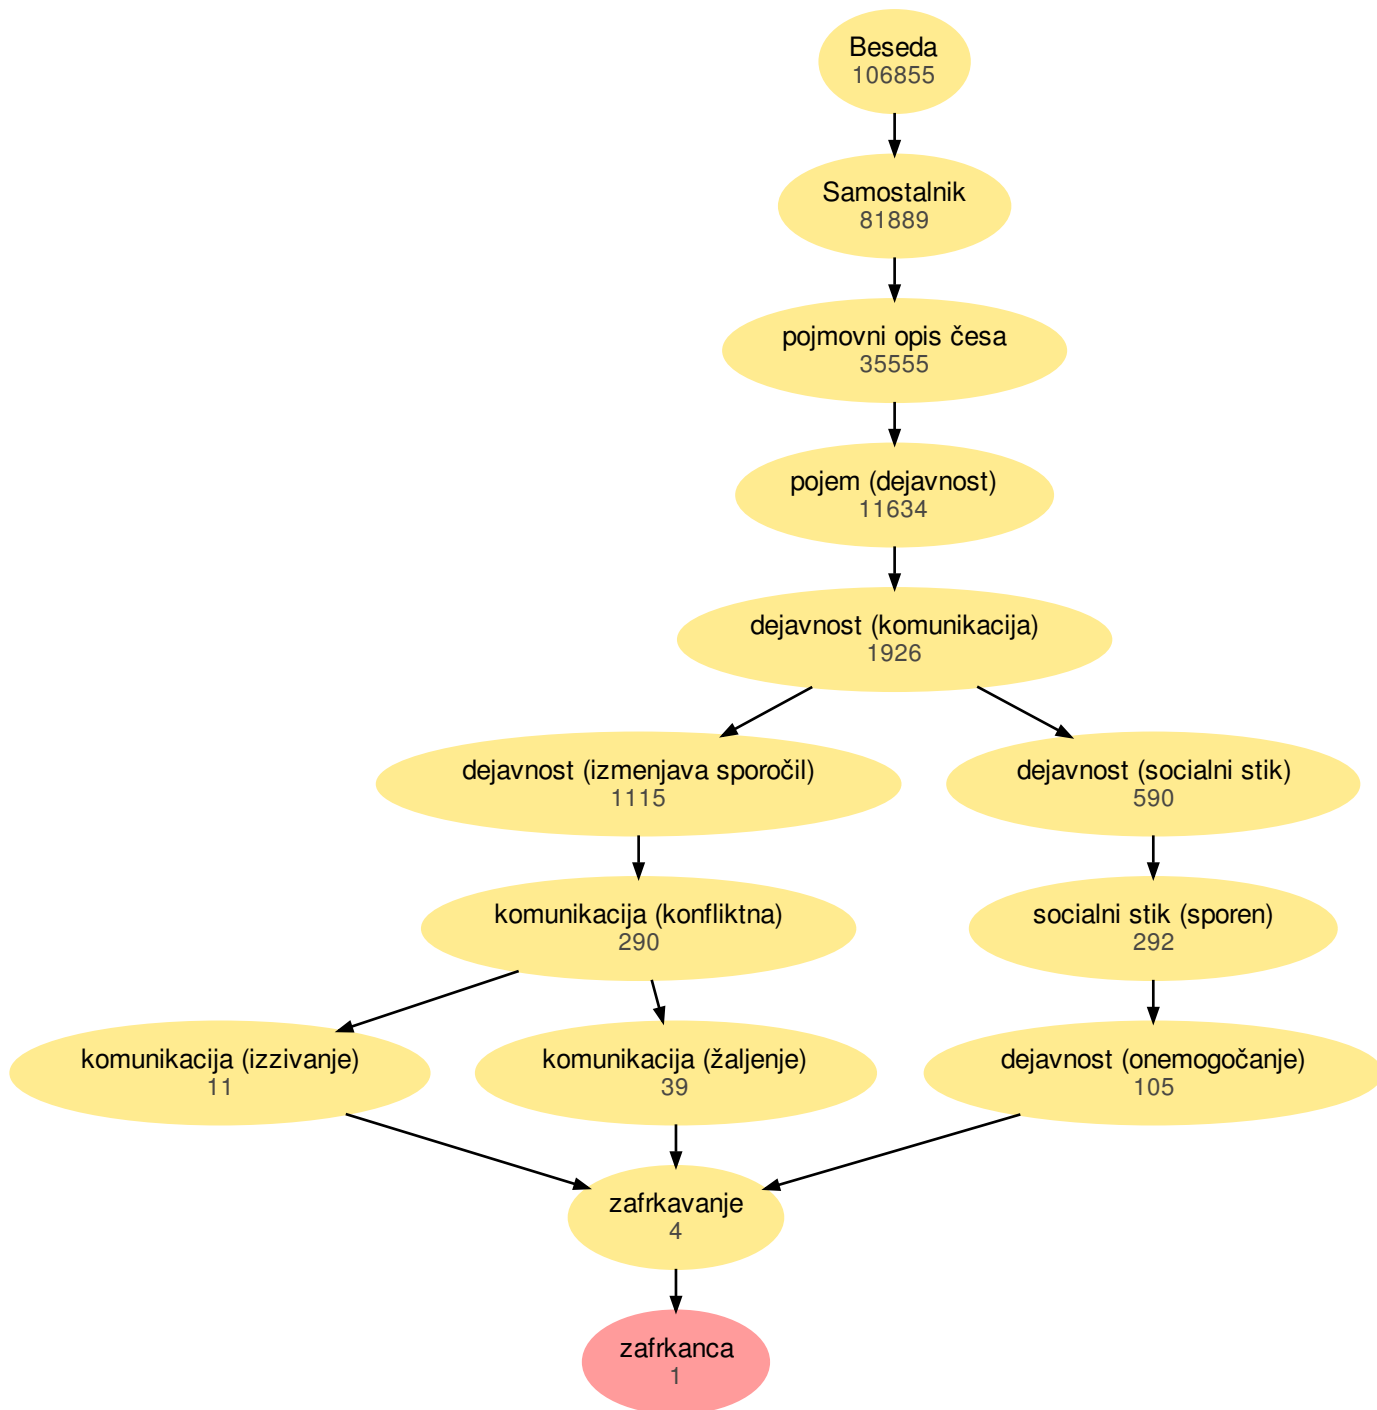 Beseda
106855
Samostalnik
81889
pojmovni opis česa
35555
pojem (dejavnost)
11634
dejavnost (komunikacija)
1926
dejavnost (izmenjava sporočil)
1115
dejavnost (socialni stik)
590
komunikacija (konfliktna)
290
socialni stik (sporen)
292
komunikacija (izzivanje)
11
komunikacija (žaljenje)
39
dejavnost (onemogočanje)
105
zafrkavanje
4
zafrkanca
1